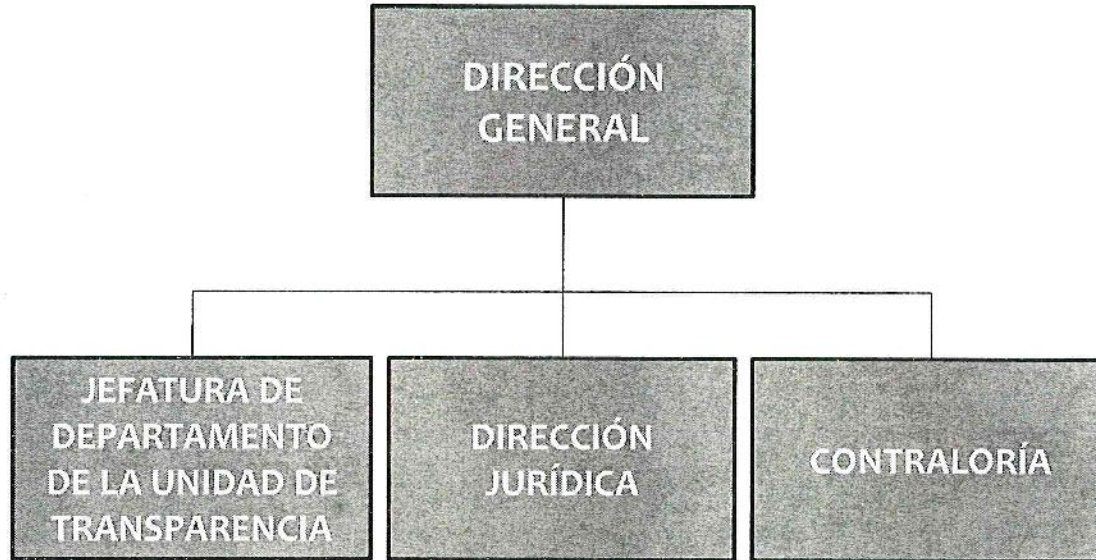 DIRECCIÓN
GENERAL
JEFATURA DE
DEPARTAMENTO
DE LA UNIDAD DE
TRANSPARENCIA
DIRECCIÓN
JURÍDICA
CONTRALORÍA